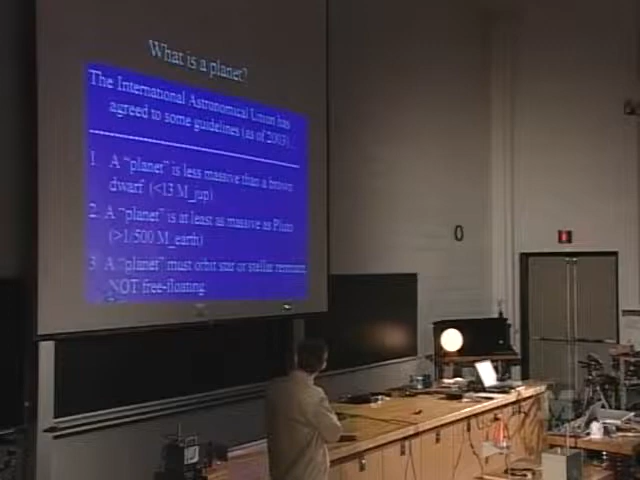 What is a planet?
The International Astronomical Union has
agreed to some guidelines (as of 2003).
1. A "planet" is less massive than a brown
dwarf (<13 M_jup)
2. A "planet" is at least as massive as Pluto
(>1/500 M_earth)
3 A "planet" must orbit star or stellar remnant
NOT free-floating